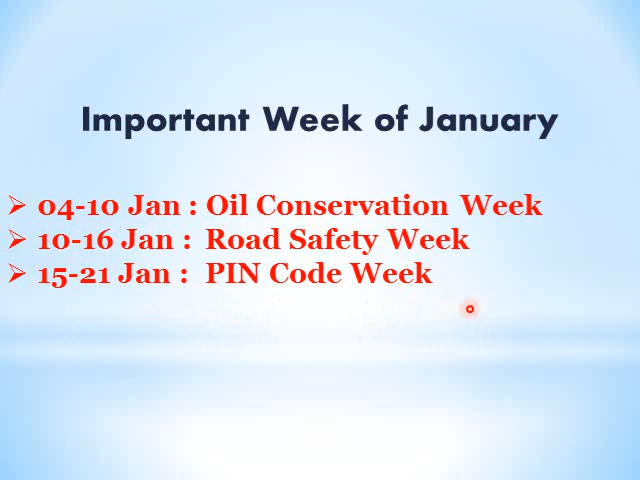 Important Week of January
04-10 Jan : Oil Conservation Week
10-16 Jan : Road Safety Week
15-21 Jan : PIN Code Week